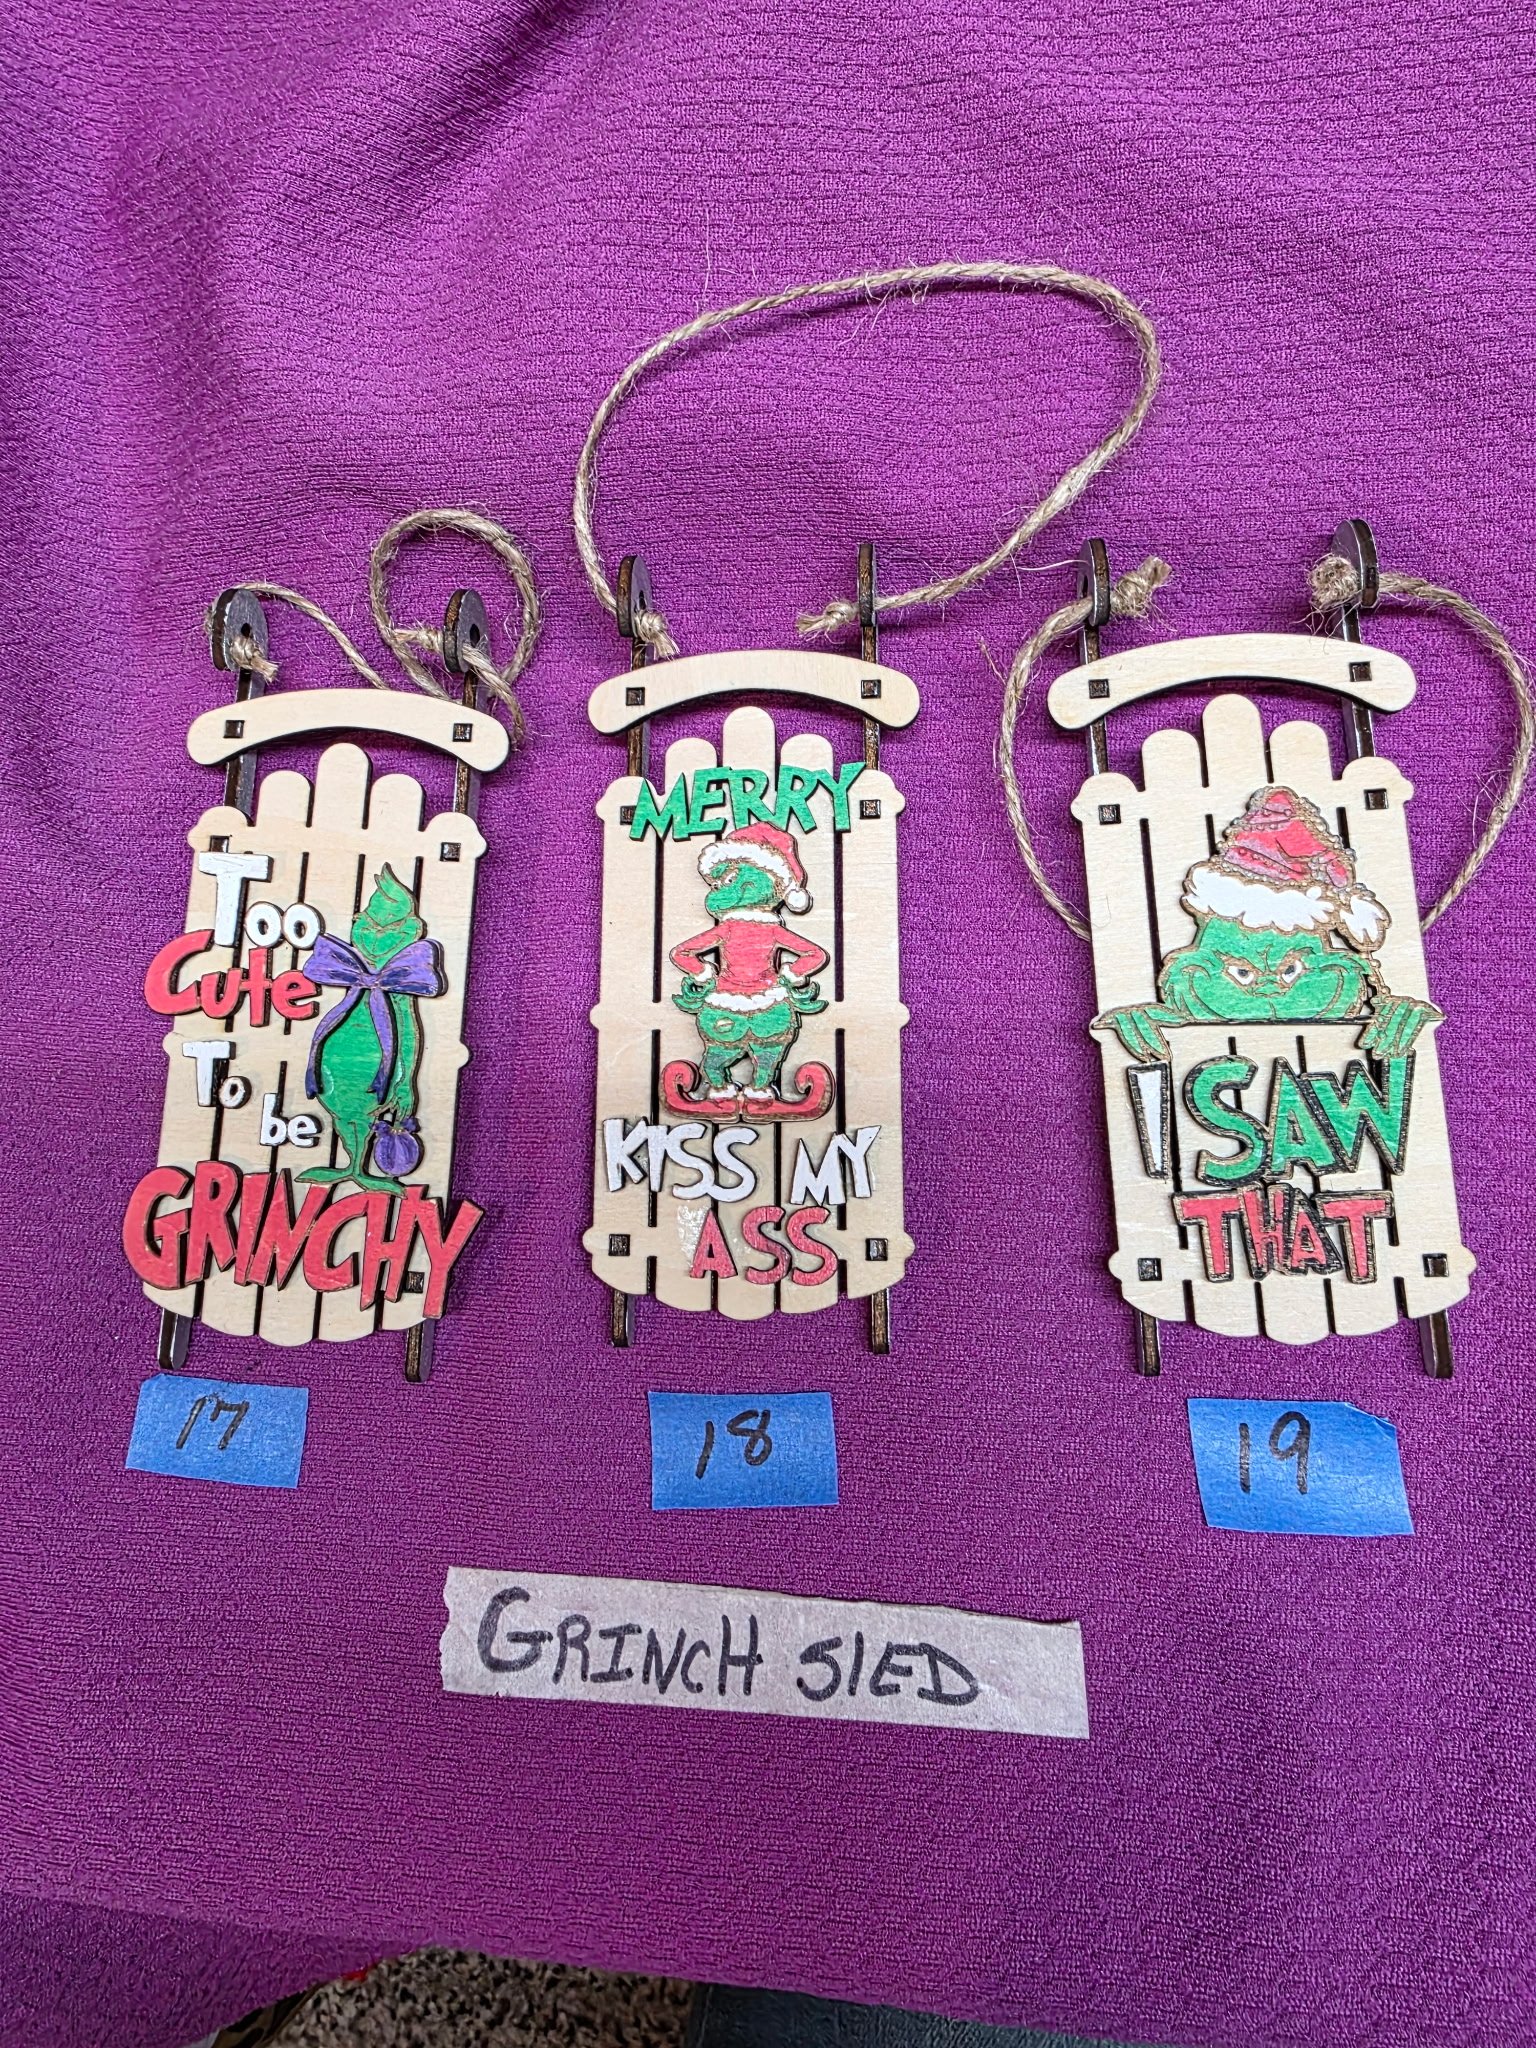 Too
Cute
To be
GRINCHY
MERRY
KISS MY
ASS
I SAW
THAT
17
18
19
GRINCH SlED